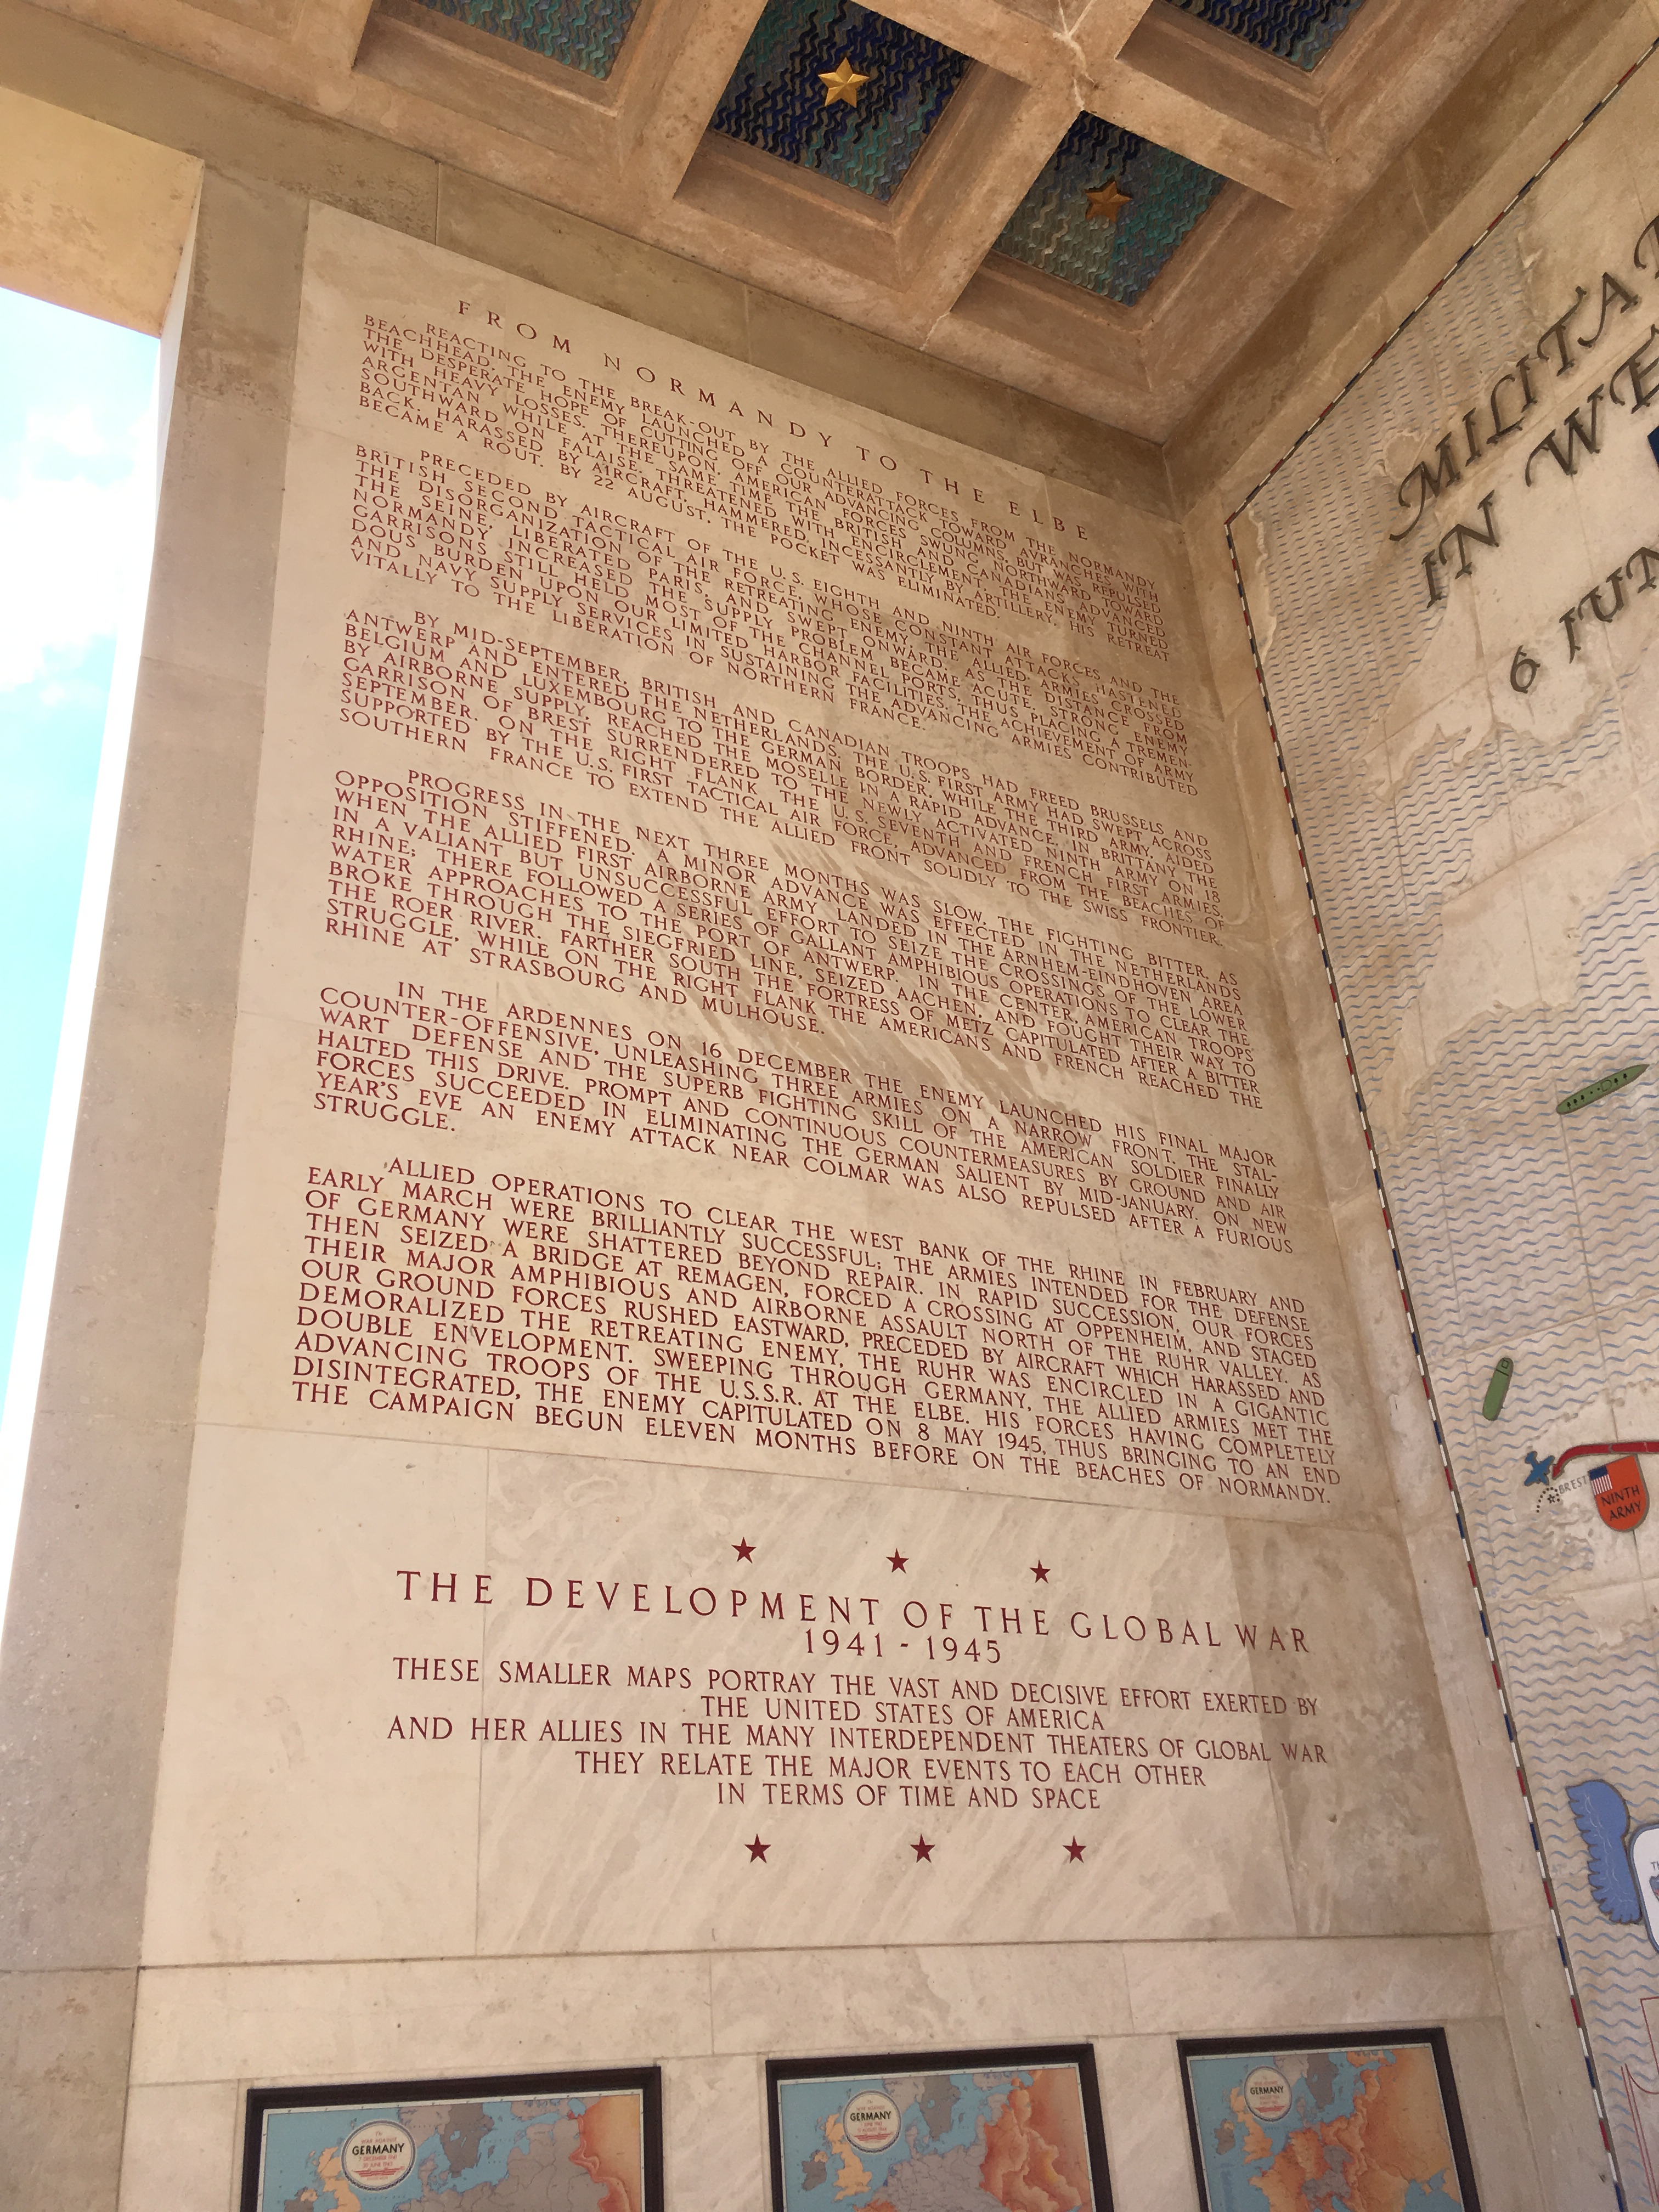 FROM NORMANDY TO THE ELBE
REACTING TO THE BREAK-OUT BY THE ALLIED FORCES FROM THE NORMANDY
BEACHHEAD, THE ENEMY LAUNCHED A COUNTERATTACK TOWARD AVRANCHES WITH
THE DESPERATE HOPE OF CUTTING OFF OUR ADVANCING COLUMNS, BUT WAS REPULSED
WITH HEAVY LOSSES. THEREUPON, AMERICAN FORCES SWUNG NORTHWARD TOWARD
ARGENTAN WHILE AT THE SAME TIME THE BRITISH AND CANADIANS ADVANCED
SOUTHWARD ON FALAISE. THREATENED WITH ENCIRCLEMENT, THE ENEMY TURNED
BACK. HARASSED BY AIRCRAFT, HAMMERED INCESSANTLY BY ARTILLERY, HIS RETREAT
BECAME A ROUT. BY 22 AUGUST, THE POCKET WAS ELIMINATED.
PRECEDED BY AIRCRAFT OF THE U.S. EIGHTH AND NINTH AIR FORCES AND THE
BRITISH SECOND TACTICAL AIR FORCE, WHOSE CONSTANT ATTACKS HASTENED
THE DISORGANIZATION OF THE RETREATING ENEMY, THE ALLIED ARMIES CROSSED
THE SEINE, LIBERATED PARIS, AND SWEPT ONWARD. AS THE DISTANCE FROM
NORMANDY INCREASED THE SUPPLY PROBLEM BECAME ACUTE. STRONG ENEMY
GARRISONS STILL HELD MOST OF THE CHANNEL PORTS, THUS PLACING A TREMEN-
DOUS BURDEN UPON OUR LIMITED HARBOR FACILITIES. THE ACHIEVEMENT OF ARMY
AND NAVY SUPPLY SERVICES IN SUSTAINING THE ADVANCING ARMIES CONTRIBUTED
VITALLY TO THE LIBERATION OF NORTHERN FRANCE.
BY MID-SEPTEMBER, BRITISH AND CANADIAN TROOPS HAD FREED BRUSSELS AND
ANTWERP AND ENTERED THE NETHERLANDS, THE U.S. FIRST ARMY HAD SWEPT ACROSS
BELGIUM AND LUXEMBOURG TO THE GERMAN BORDER, WHILE THE THIRD ARMY, AIDED
BY AIRBORNE SUPPLY, REACHED THE MOSELLE IN A RAPID ADVANCE. IN BRITTANY THE
GARRISON OF BREST SURRENDERED TO THE NEWLY ACTIVATED NINTH ARMY ON 18
SEPTEMBER. ON THE RIGHT FLANK THE U.S. SEVENTH AND FRENCH FIRST ARMIES,
SUPPORTED BY THE U.S. FIRST TACTICAL AIR FORCE, ADVANCED FROM THE BEACHES OF
SOUTHERN FRANCE TO EXTEND THE ALLIED FRONT SOLIDLY TO THE SWISS FRONTIER.
PROGRESS IN THE NEXT THREE MONTHS WAS SLOW, THE FIGHTING BITTER, AS
OPPOSITION STIFFENED. A MINOR ADVANCE WAS EFFECTED IN THE NETHERLANDS
WHEN THE ALLIED FIRST AIRBORNE ARMY LANDED IN THE ARNHEM-EINDHOVEN AREA
IN A VALIANT BUT UNSUCCESSFUL EFFORT TO SEIZE THE CROSSINGS OF THE LOWER
RHINE; THERE FOLLOWED A SERIES OF GALLANT AMPHIBIOUS OPERATIONS TO CLEAR THE
WATER APPROACHES TO THE PORT OF ANTWERP. IN THE CENTER, AMERICAN TROOPS
BROKE THROUGH THE SIEGFRIED LINE, SEIZED AACHEN, AND FOUGHT THEIR WAY TO
THE ROER RIVER. FARTHER SOUTH THE FORTRESS OF METZ CAPITULATED AFTER A BITTER
STRUGGLE, WHILE ON THE RIGHT FLANK THE AMERICANS AND FRENCH REACHED THE
RHINE AT STRASBOURG AND MULHOUSE.
IN THE ARDENNES ON 16 DECEMBER THE ENEMY LAUNCHED HIS FINAL MAJOR
COUNTER-OFFENSIVE, UNLEASHING THREE ARMIES ON A NARROW FRONT. THE STAL-
WART DEFENSE AND THE SUPERB FIGHTING SKILL OF THE AMERICAN SOLDIER FINALLY
HALTED THIS DRIVE. PROMPT AND CONTINUOUS COUNTERMEASURES BY GROUND AND AIR
FORCES SUCCEEDED IN ELIMINATING THE GERMAN SALIENT BY MID-JANUARY. ON NEW
YEAR'S EVE AN ENEMY ATTACK NEAR COLMAR WAS ALSO REPULSED AFTER A FURIOUS
STRUGGLE.
ALLIED OPERATIONS TO CLEAR THE WEST BANK OF THE RHINE IN FEBRUARY AND
EARLY MARCH WERE BRILLIANTLY SUCCESSFUL; THE ARMIES INTENDED FOR THE DEFENSE
OF GERMANY WERE SHATTERED BEYOND REPAIR. IN RAPID SUCCESSION, OUR FORCES
THEN SEIZED A BRIDGE AT REMAGEN, FORCED A CROSSING AT OPPENHEIM, AND STAGED
THEIR MAJOR AMPHIBIOUS AND AIRBORNE ASSAULT NORTH OF THE RUHR VALLEY. AS
OUR GROUND FORCES RUSHED EASTWARD, PRECEDED BY AIRCRAFT WHICH HARASSED AND
DEMORALIZED THE RETREATING ENEMY, THE RUHR WAS ENCIRCLED IN A GIGANTIC
DOUBLE ENVELOPMENT. SWEEPING THROUGH GERMANY, THE ALLIED ARMIES MET THE
ADVANCING TROOPS OF THE U.S.S.R. AT THE ELBE. HIS FORCES HAVING COMPLETELY
DISINTEGRATED, THE ENEMY CAPITULATED ON 8 MAY 1945, THUS BRINGING TO AN END
THE CAMPAIGN BEGUN ELEVEN MONTHS BEFORE ON THE BEACHES OF NORMANDY.
THE DEVELOPMENT OF THE GLOBAL WAR
1941 - 1945
THESE SMALLER MAPS PORTRAY THE VAST AND DECISIVE EFFORT EXERTED BY
THE UNITED STATES OF AMERICA
AND HER ALLIES IN THE MANY INTERDEPENDENT THEATERS OF GLOBAL WAR
THEY RELATE THE MAJOR EVENTS TO EACH OTHER
IN TERMS OF TIME AND SPACE
MILITA
IN WE
6 JUN
BREST
NINTH
ARMY
GERMANY
GERMANY
GERMANY